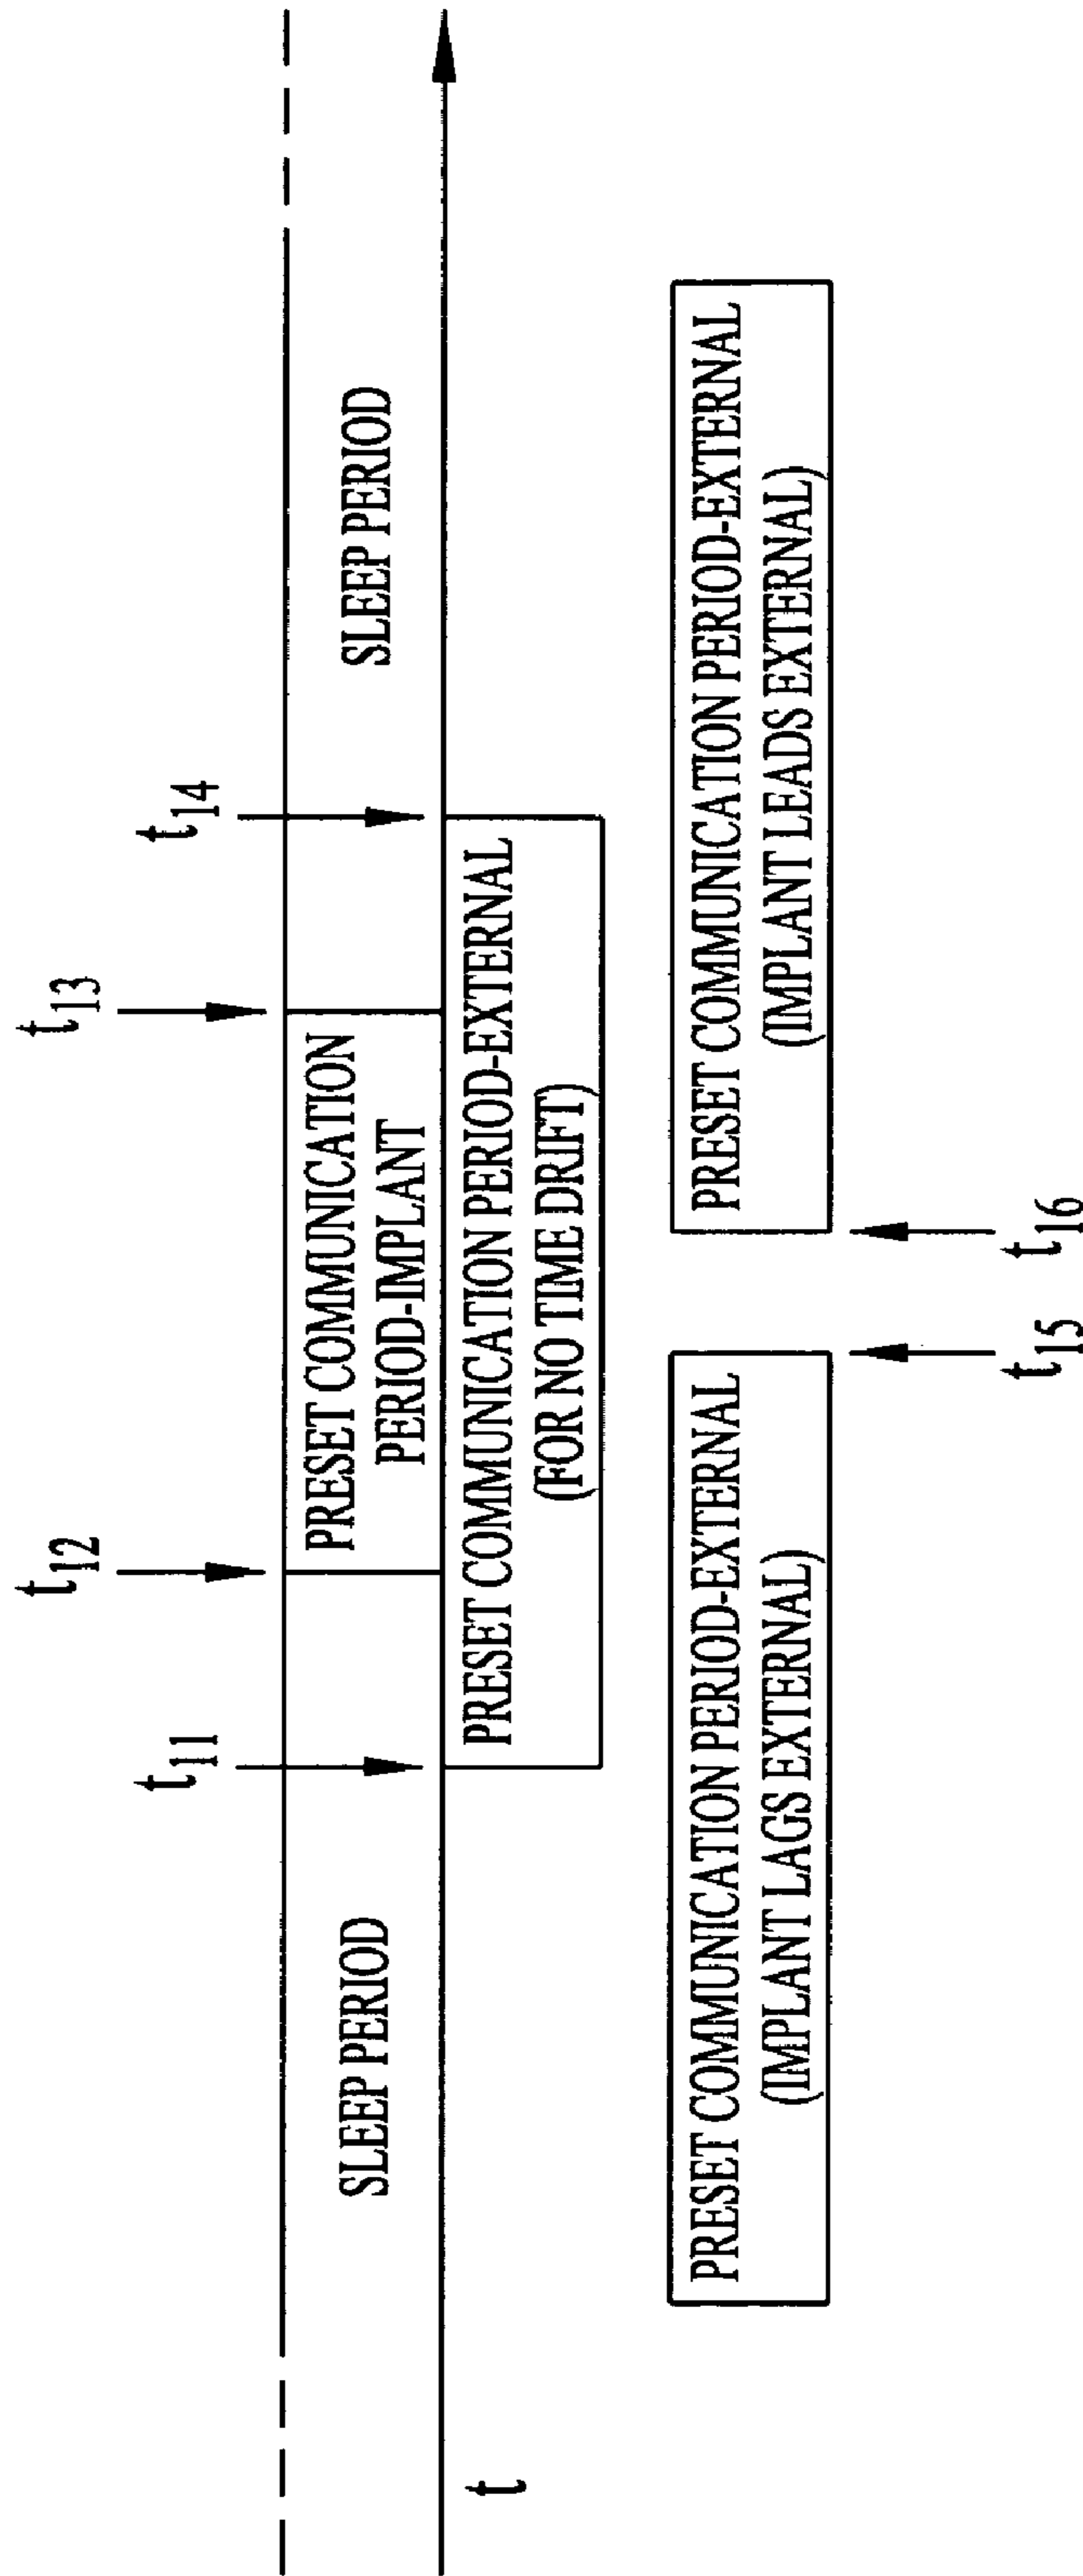 t11
t12
t13
t14
SLEEP PERIOD
PRESET COMMUNICATION
PERIOD-IMPLANT
SLEEP PERIOD
t
PRESET COMMUNICATION PERIOD-EXTERNAL
(FOR NO TIME DRIFT)
PRESET COMMUNICATION PERIOD-EXTERNAL
(IMPLANT LAGS EXTERNAL)
PRESET COMMUNICATION PERIOD-EXTERNAL
(IMPLANT LEADS EXTERNAL)
t15
t16